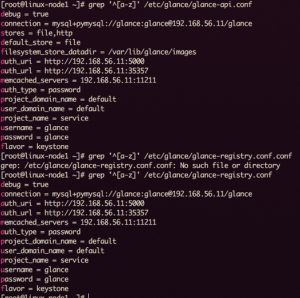 [root@linux-node1 ~]# grep '^[a-z]' /etc/glance/glance-api.conf
debug = true
connection = mysql+pymysql://glance:glance@192.168.56.11/glance
stores = file,http
default_store = file
filesystem_store_datadir = /var/lib/glance/images
auth_uri = http://192.168.56.11:5000
auth_url = http://192.168.56.11:35357
memcached_servers = 192.168.56.11:11211
auth_type = password
project_domain_name = default
user_domain_name = default
project_name = service
username = glance
password = glance
flavor = keystone
[root@linux-node1 ~]# grep '^[a-z]' /etc/glance/glance-registry.conf.conf
grep: /etc/glance/glance-registry.conf.conf: No such file or directory
[root@linux-node1 ~]# grep '^[a-z]' /etc/glance/glance-registry.conf
debug = true
connection = mysql+pymysql://glance:glance@192.168.56.11/glance
auth_uri = http://192.168.56.11:5000
auth_url = http://192.168.56.11:35357
memcached_servers = 192.168.56.11:11211
auth_type = password
project_domain_name = default
user_domain_name = default
project_name = service
username = glance
password = glance
flavor = keystone
[root@linux-node1 ~]#